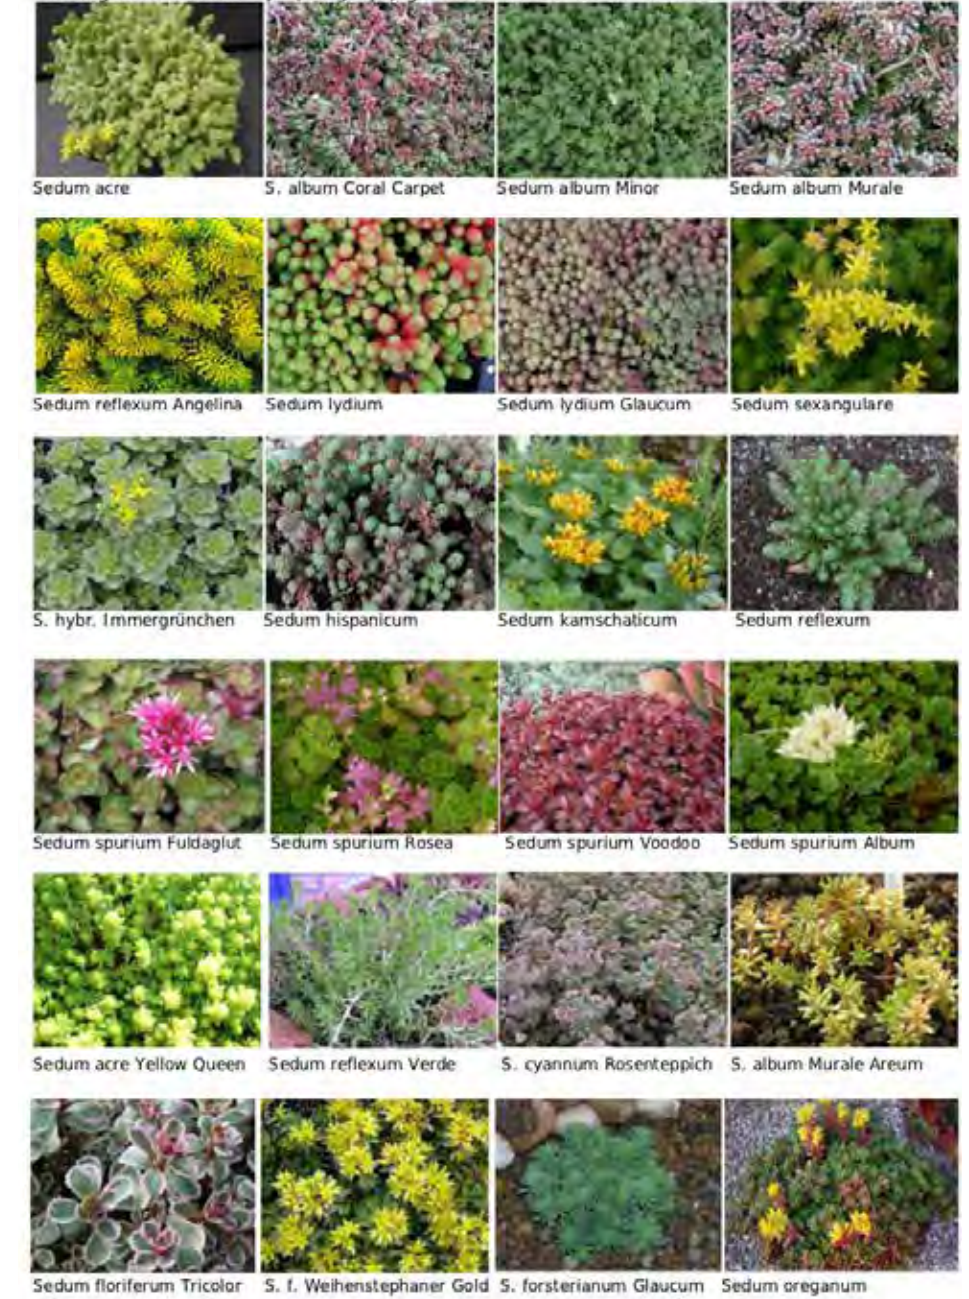 Sedum acre
S. album Coral Carpet
Sedum album Minor
Sedum album Murale
Sedum reflexum Angelina
Sedum lydium
Sedum lydium Glaucum
Sedum sexangulare
S. hybr. Immergrünchen
Sedum hispanicum
Sedum kamschaticum
Sedum reflexum
Sedum spurium Fuldaglut
Sedum spurium Rosea
Sedum spurium Voodoo
Sedum spurium Album
Sedum acre Yellow Queen
Sedum reflexum Verde
S. cyannum Rosenteppich
S. album Murale Areum
Sedum floriferum Tricolor
S. f. Weihenstephaner Gold
S. forsterianum Glaucum
Sedum oreganum